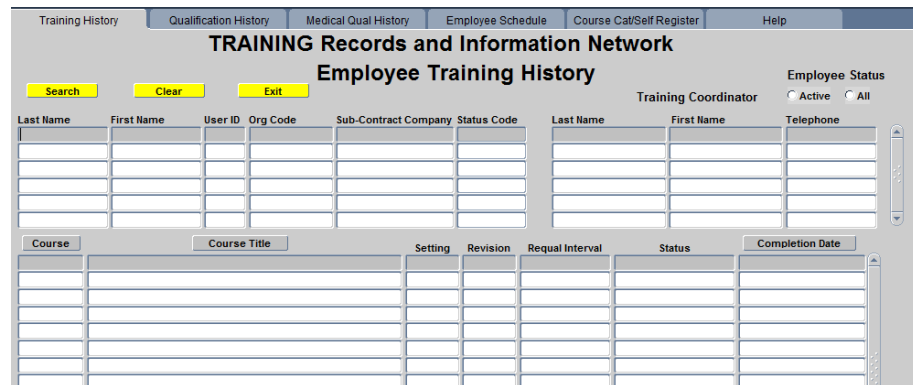 Training History Qualification History Medical Qual History Employee Schedule Course Cat/Self Register Help
TRAINING Records and Information Network
Employee Training History
Employee Status
Search Clear Exit
Training Coordinator Active All
Last Name First Name User ID Org Code Sub-Contract Company Status Code Last Name First Name Telephone
Course Course Title Setting Revision Requal Interval Status Completion Date